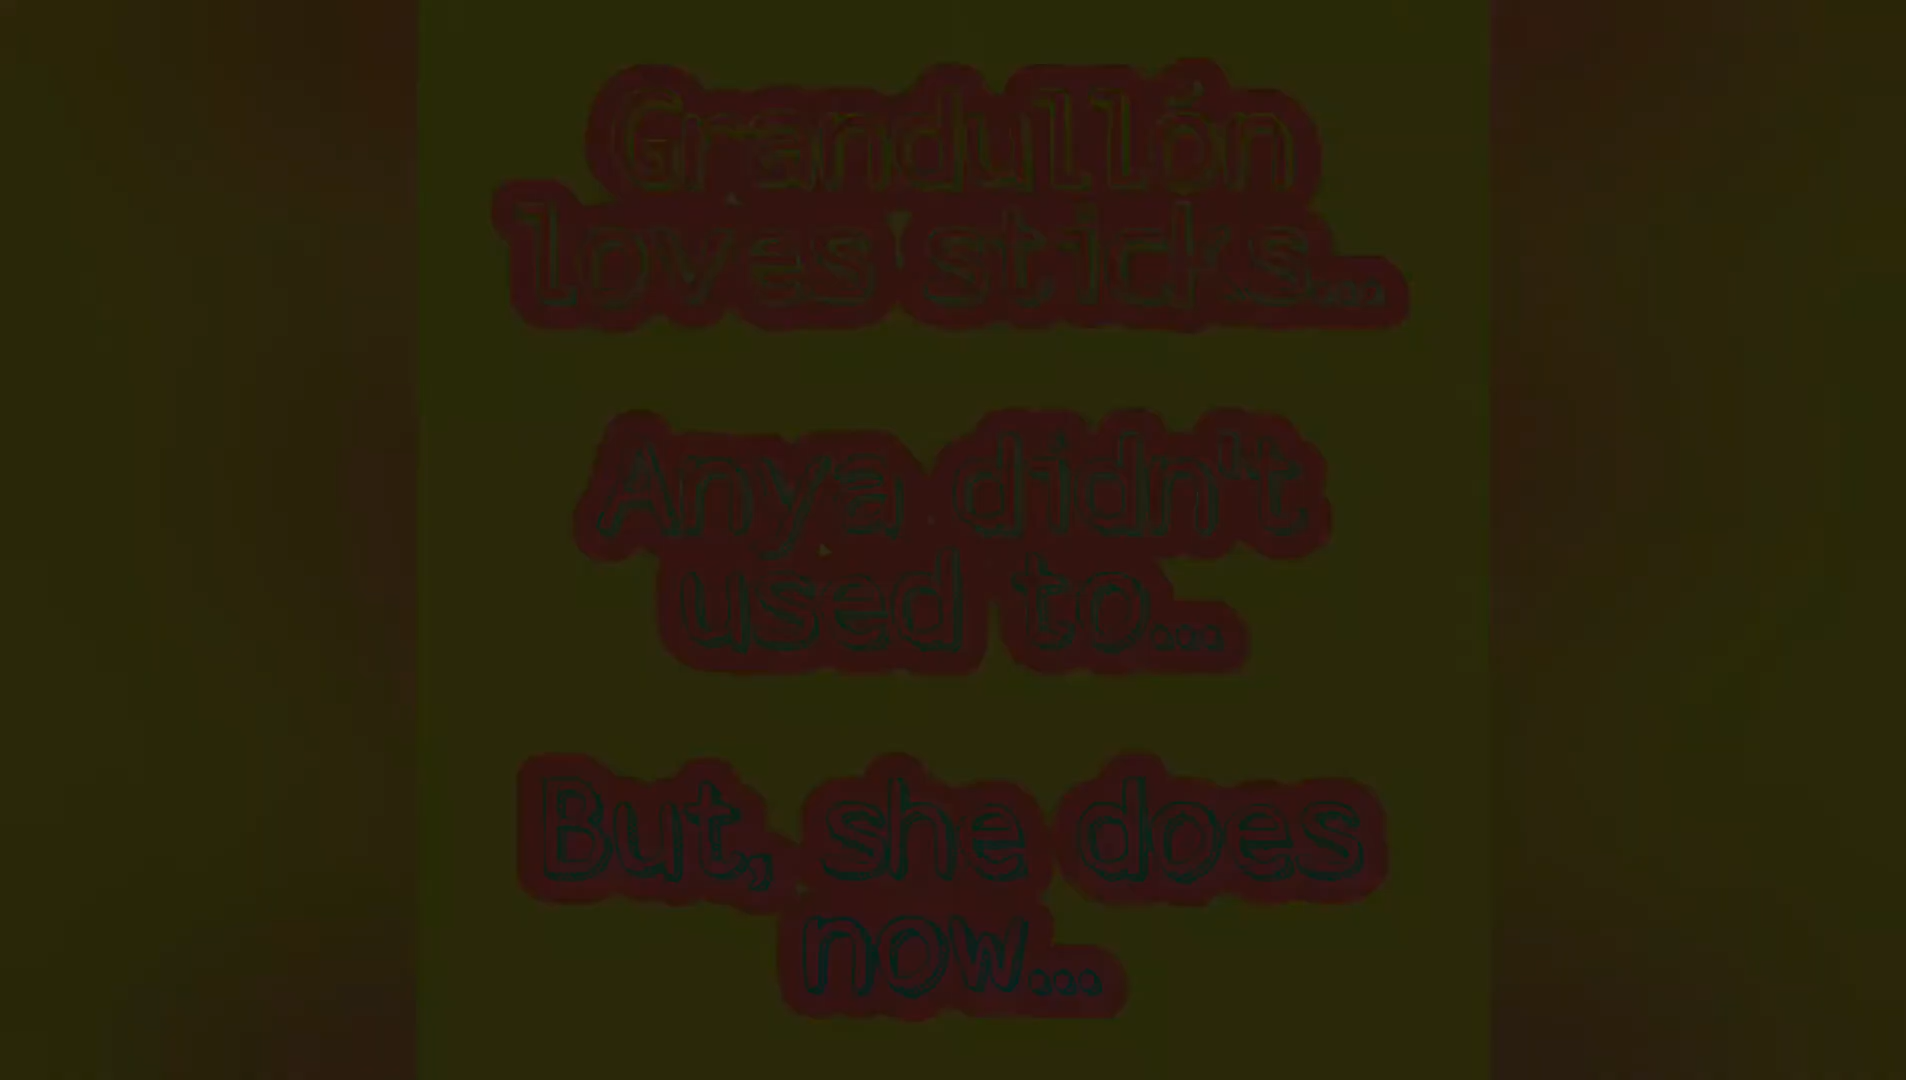 Grandullón
loves sticks...
Anya didn't
used to...
But, she does
now...